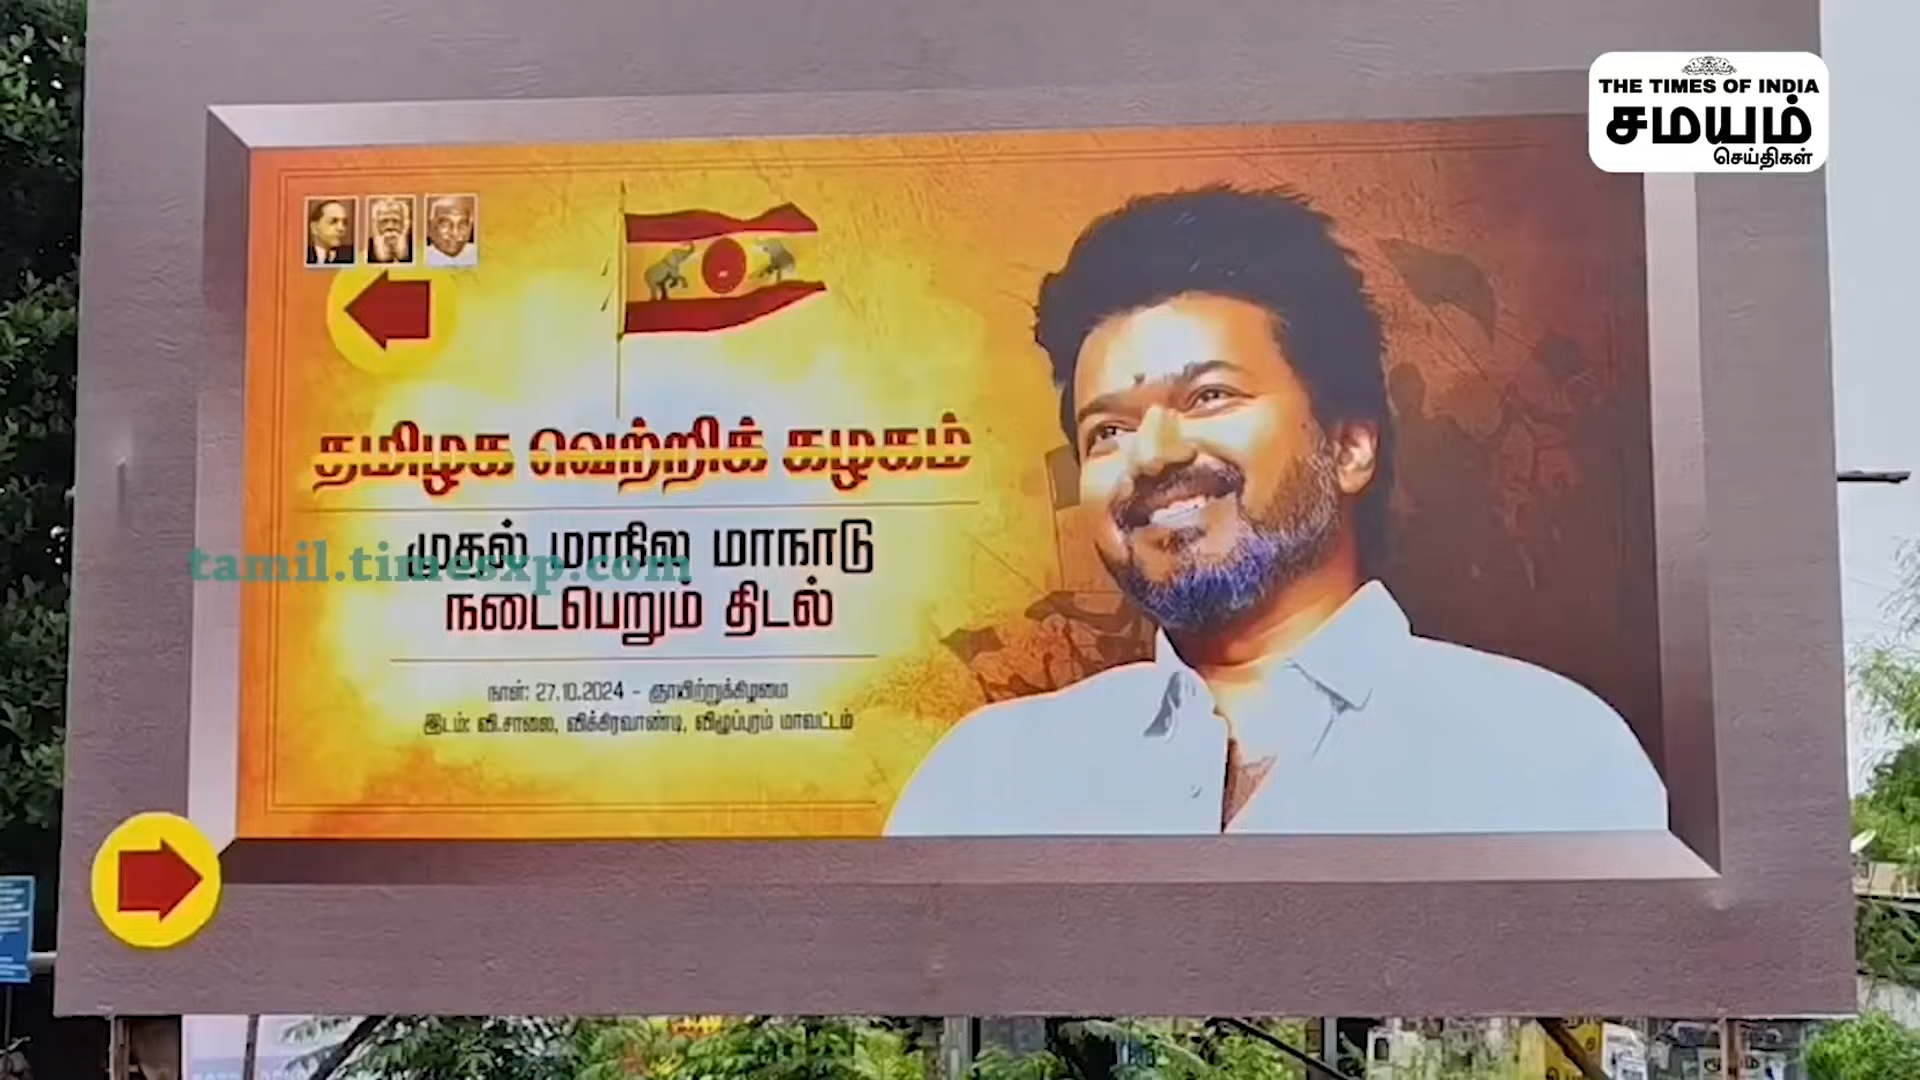 THE TIMES OF INDIA
சமயம்
செய்திகள்
தமிழக வெற்றிக் கழகம்
முதல் மாநில மாநாடு
tamil.timesxp.com
நடைபெறும் திடல்
நாள்: 27.10.2024 - ஞாயிற்றுக்கிழமை
இடம்: வி.சாலை, விக்கிரவாண்டி, விழுப்புரம் மாவட்டம்